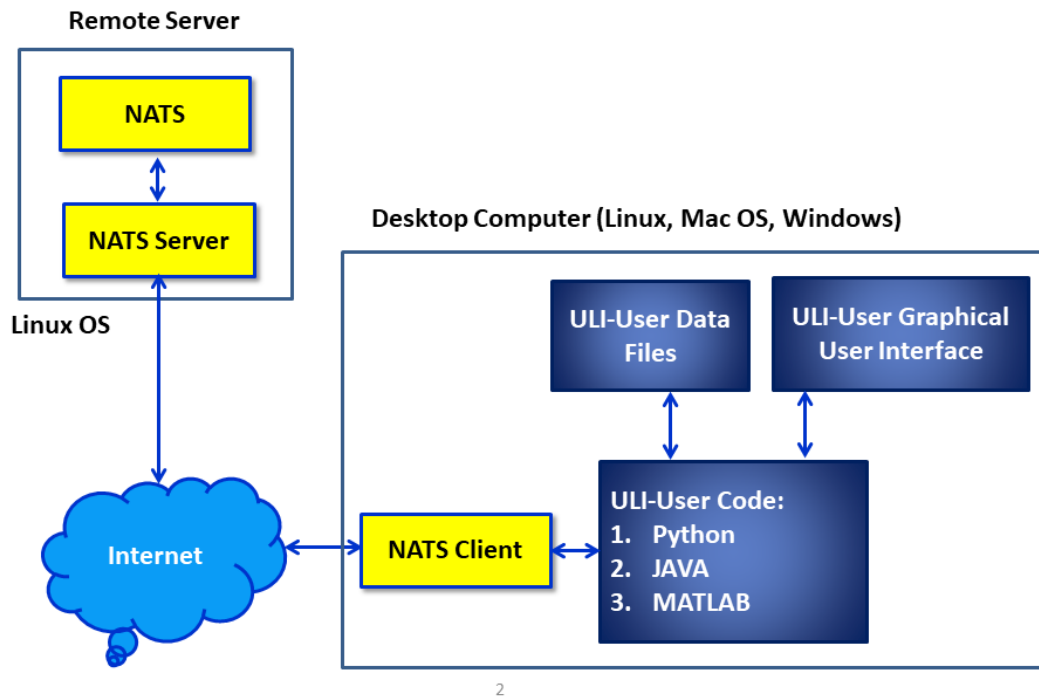 Remote Server
NATS
NATS Server
Linux OS
Internet
Desktop Computer (Linux, Mac OS, Windows)
ULI-User Data
Files
ULI-User Graphical
User Interface
NATS Client
ULI-User Code:
1. Python
2. JAVA
3. MATLAB
2